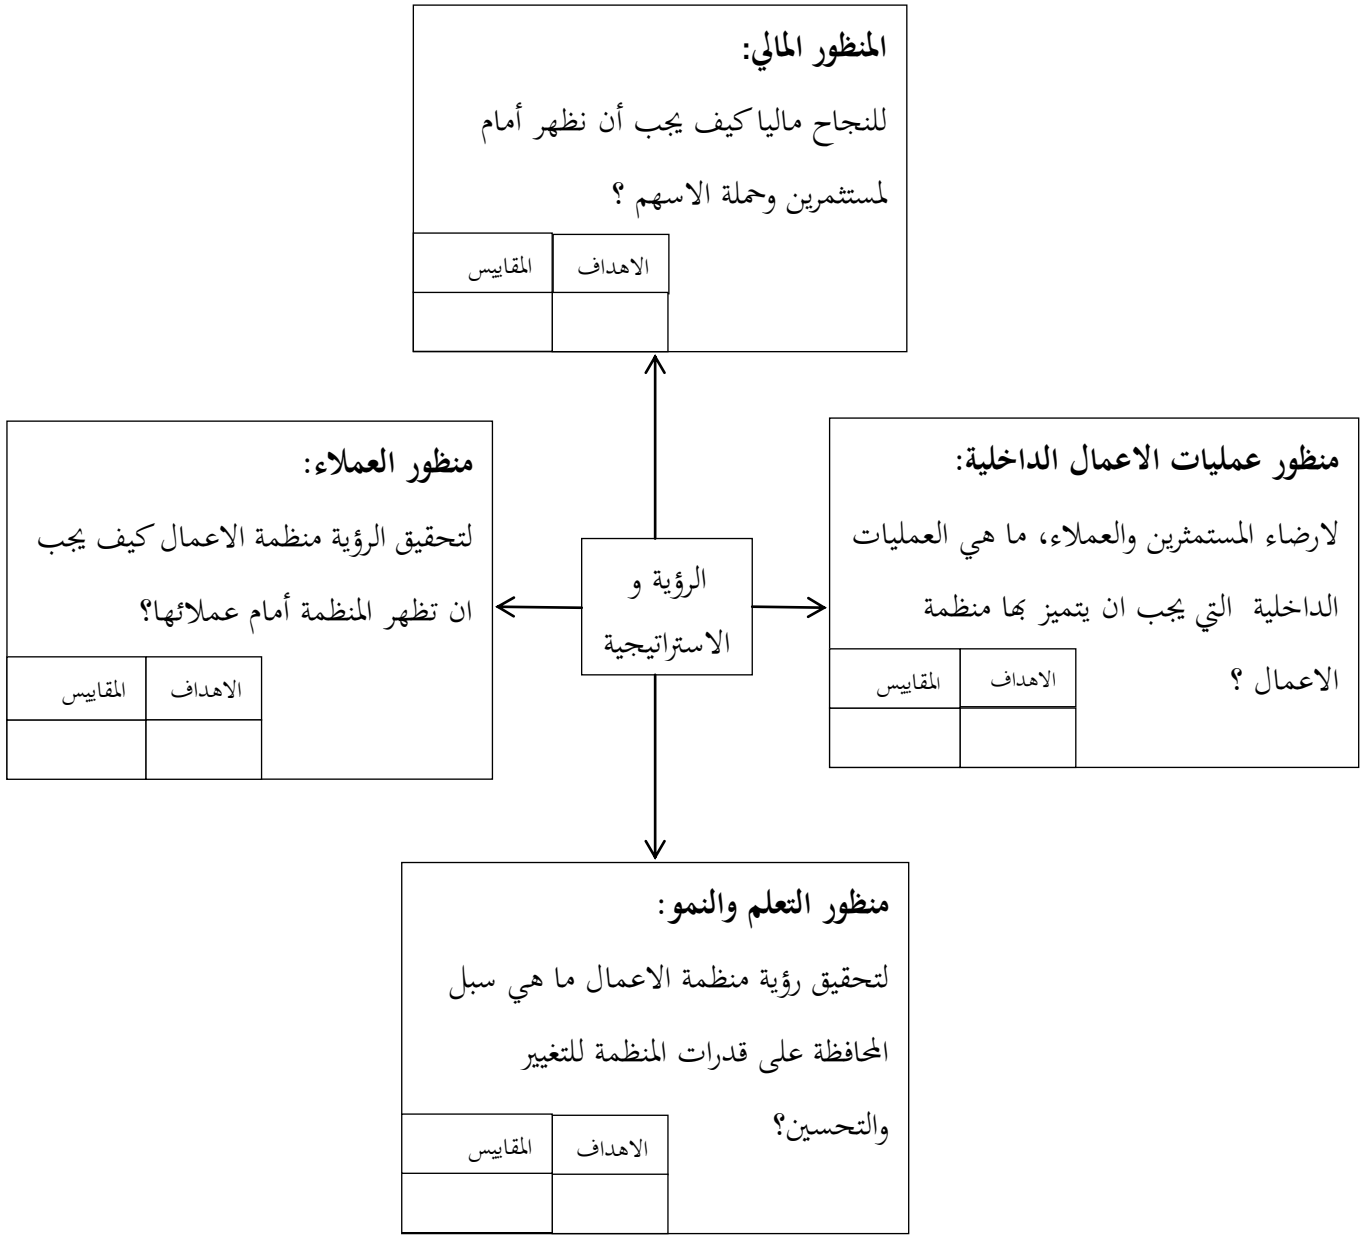 المنظور المالي:
للنجاح ماليا كيف يجب أن نظهر أمام
لمستثمرين وحملة الاسهم ؟
الاهداف
المقاييس
منظور عمليات الاعمال الداخلية:
لارضاء المستمثرين والعملاء، ما هي العمليات
الداخلية التي يجب ان يتميز بها منظمة
الاعمال ؟
الاهداف
المقاييس
الرؤية و
الاستراتيجية
منظور العملاء:
لتحقيق الرؤية منظمة الاعمال كيف يجب
ان تظهر المنظمة أمام عملائها؟
الاهداف
المقاييس
منظور التعلم والنمو:
لتحقيق رؤية منظمة الاعمال ما هي سبل
المحافظة على قدرات المنظمة للتغيير
والتحسين؟
الاهداف
المقاييس